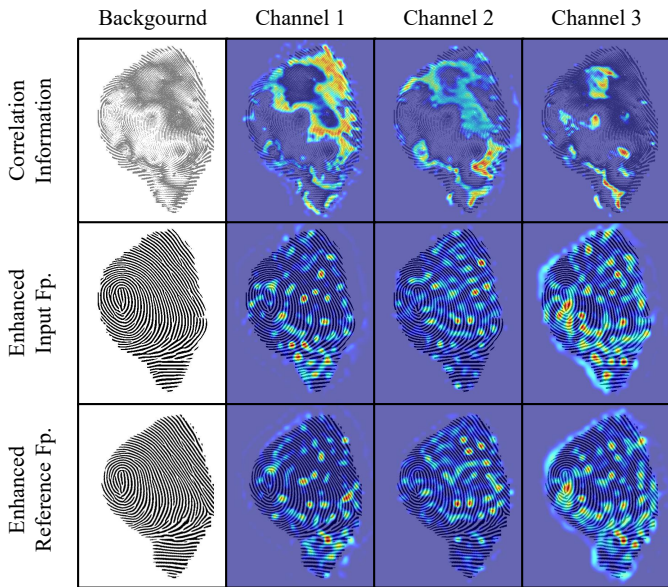 Backgournd Channel 1 Channel 2 Channel 3
Correlation
Information
Enhanced
Input Fp.
Enhanced
Reference Fp.